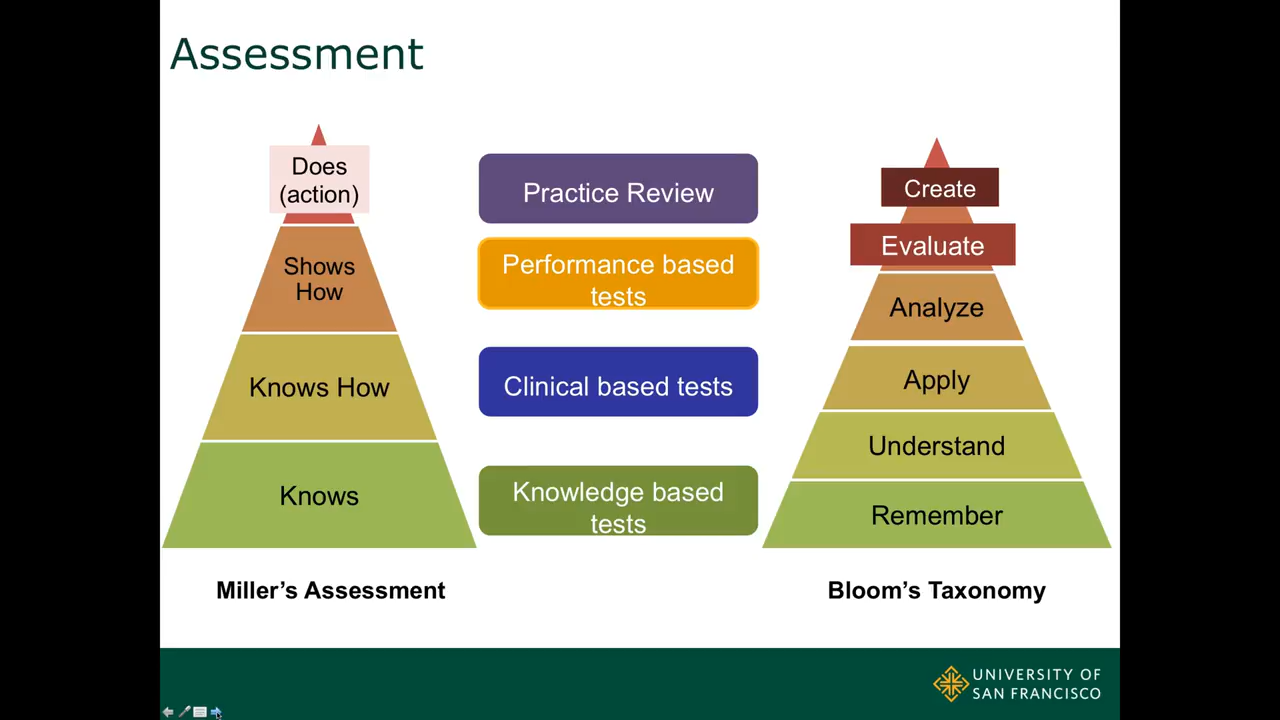 Assessment
Does
(action)
Shows
How
Knows How
Knows
Miller’s Assessment
Practice Review
Performance based
tests
Clinical based tests
Knowledge based
tests
Create
Evaluate
Analyze
Apply
Understand
Remember
Bloom’s Taxonomy
UNIVERSITY OF
SAN FRANCISCO